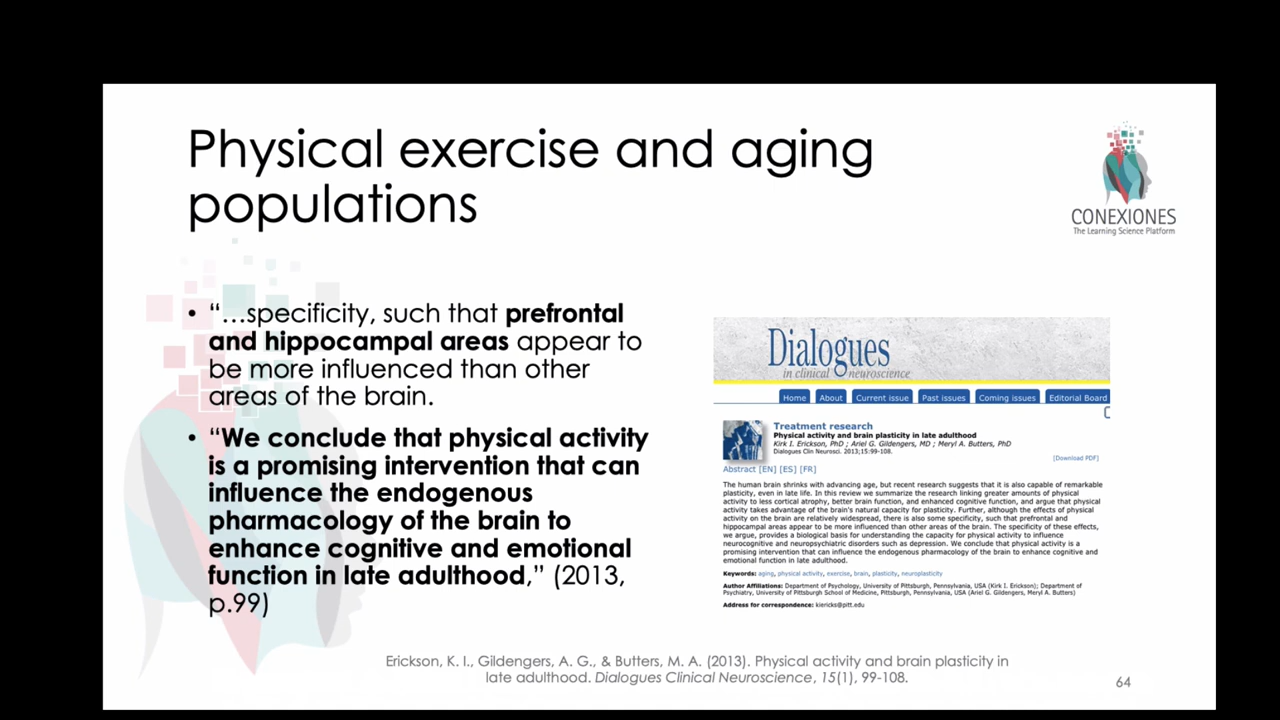 Physical exercise and aging
populations
CONEXIONES
The Learning Science Platform
• “…specificity, such that prefrontal
and hippocampal areas appear to
be more influenced than other
areas of the brain.
• “We conclude that physical activity
is a promising intervention that can
influence the endogenous
pharmacology of the brain to
enhance cognitive and emotional
function in late adulthood,” (2013,
p.99)
Dialogues
in clinical neuroscience
Home About Current issue Past issues Coming issues Editorial Board
Treatment research
Physical activity and brain plasticity in late adulthood
Kirk I. Erickson, PhD ; Ariel G. Gildengers, MD ; Meryl A. Butters, PhD
Dialogues Clin Neurosci. 2013;15:99-108.
[Download PDF]
Abstract [EN] [ES] [FR]
The human brain shrinks with advancing age, but recent research suggests that it is also capable of remarkable
plasticity, even in late life. In this review we summarize the research linking greater amounts of physical
activity to less cortical atrophy, better brain function, and enhanced cognitive function, and argue that physical
activity takes advantage of the brain's natural capacity for plasticity. Further, although the effects of physical
activity on the brain are relatively widespread, there is also some specificity, such that prefrontal and
hippocampal areas appear to be more influenced than other areas of the brain. The specificity of these effects,
we argue, provides a biological basis for understanding the capacity for physical activity to influence
neurocognitive and neuropsychiatric disorders such as depression. We conclude that physical activity is a
promising intervention that can influence the endogenous pharmacology of the brain to enhance cognitive and
emotional function in late adulthood.
Keywords: aging, physical activity, exercise, brain, plasticity, neuroplasticity
Author Affiliations: Department of Psychology, University of Pittsburgh, Pennsylvania, USA (Kirk I. Erickson); Department of
Psychiatry, University of Pittsburgh School of Medicine, Pittsburgh, Pennsylvania, USA (Ariel G. Gildengers, Meryl A. Butters)
Address for correspondence: kiericks@pitt.edu
Erickson, K. I., Gildengers, A. G., & Butters, M. A. (2013). Physical activity and brain plasticity in
late adulthood. Dialogues Clinical Neuroscience, 15(1), 99-108.
64